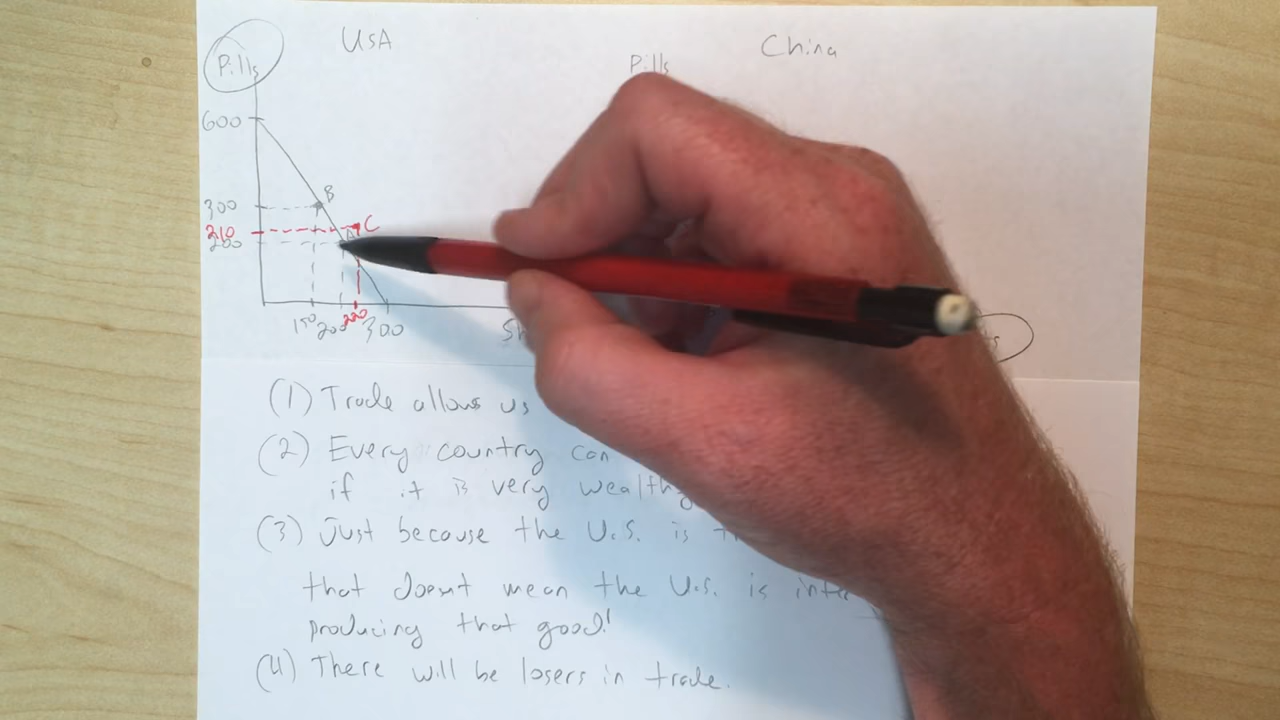 USA
China
Pills
Pills
600
300
B
C
210
A
200
150 200 220 300
(1) Trade allows us
(2) Every country can
if it is very wealthy
(3) Just because the U.S. is
that doesnt mean the U.S. is
producing that good!
(4) There will be losers in trade.